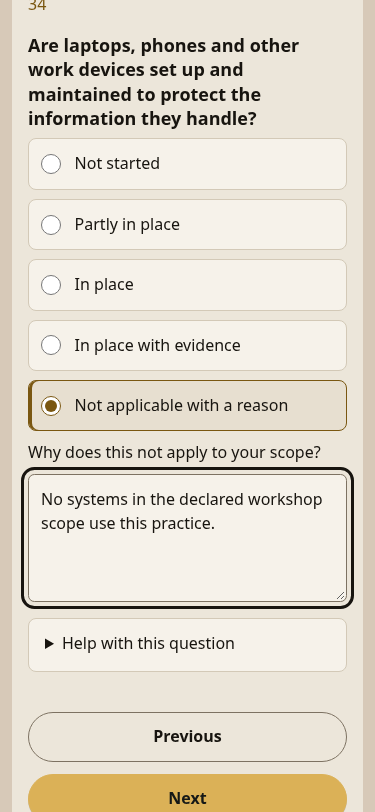 34
Are laptops, phones and other
work devices set up and
maintained to protect the
information they handle?
Not started
Partly in place
In place
In place with evidence
Not applicable with a reason
Why does this not apply to your scope?
No systems in the declared workshop
scope use this practice.
Help with this question
Previous
Next